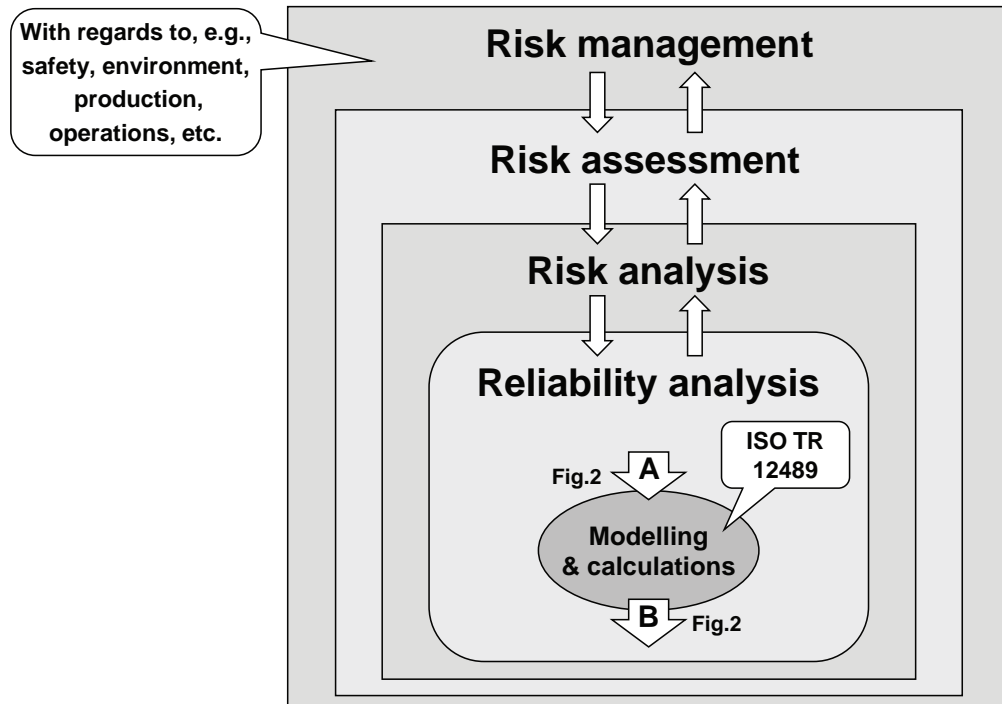 With regards to, e.g.,
safety, environment,
production,
operations, etc.
Risk management
Risk assessment
Risk analysis
Reliability analysis
ISO TR
12489
Fig.2
A
Modelling
& calculations
B
Fig.2